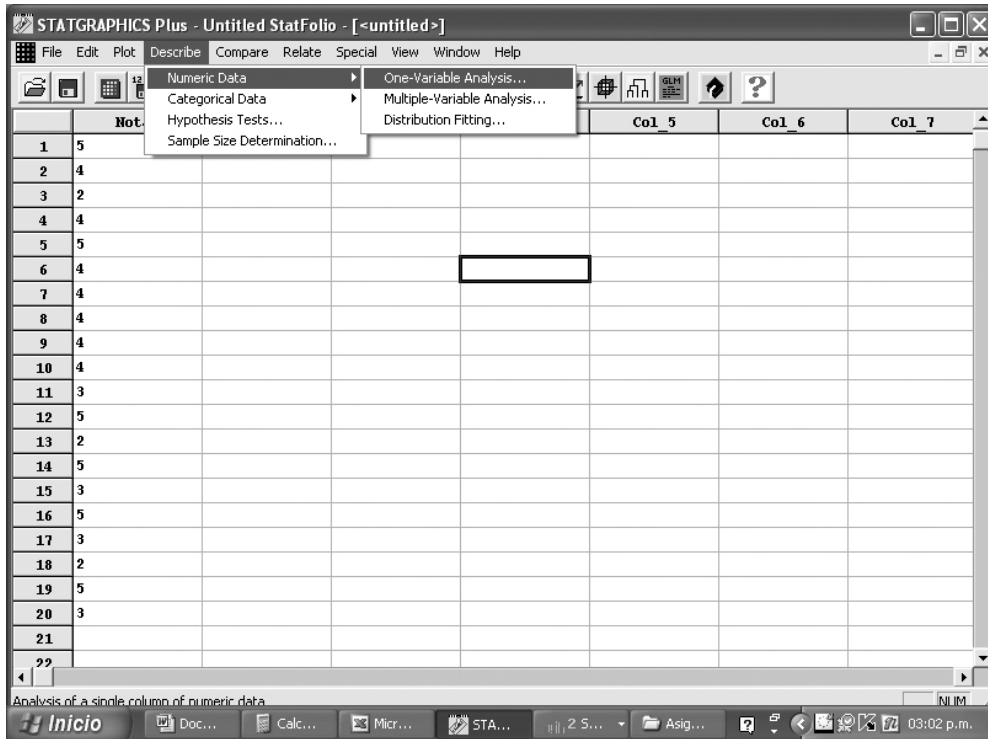 STATGRAPHICS Plus - Untitled StatFolio - [<untitled>]
File Edit Plot Describe Compare Relate Special View Window Help
Numeric Data
Categorical Data
Hypothesis Tests...
Sample Size Determination...
One-Variable Analysis...
Multiple-Variable Analysis...
Distribution Fitting...
12
GLM
?
Col_5 Col_6 Col_7
1 5
2 4
3 2
4 4
5 5
6 4
7 4
8 4
9 4
10 4
11 3
12 5
13 2
14 5
15 3
16 5
17 3
18 2
19 5
20 3
21
22
Analysis of a single column of numeric data
NUM
Inicio Doc... Calc... Micr... STA... 2 S... Asig... 03:02 p.m.